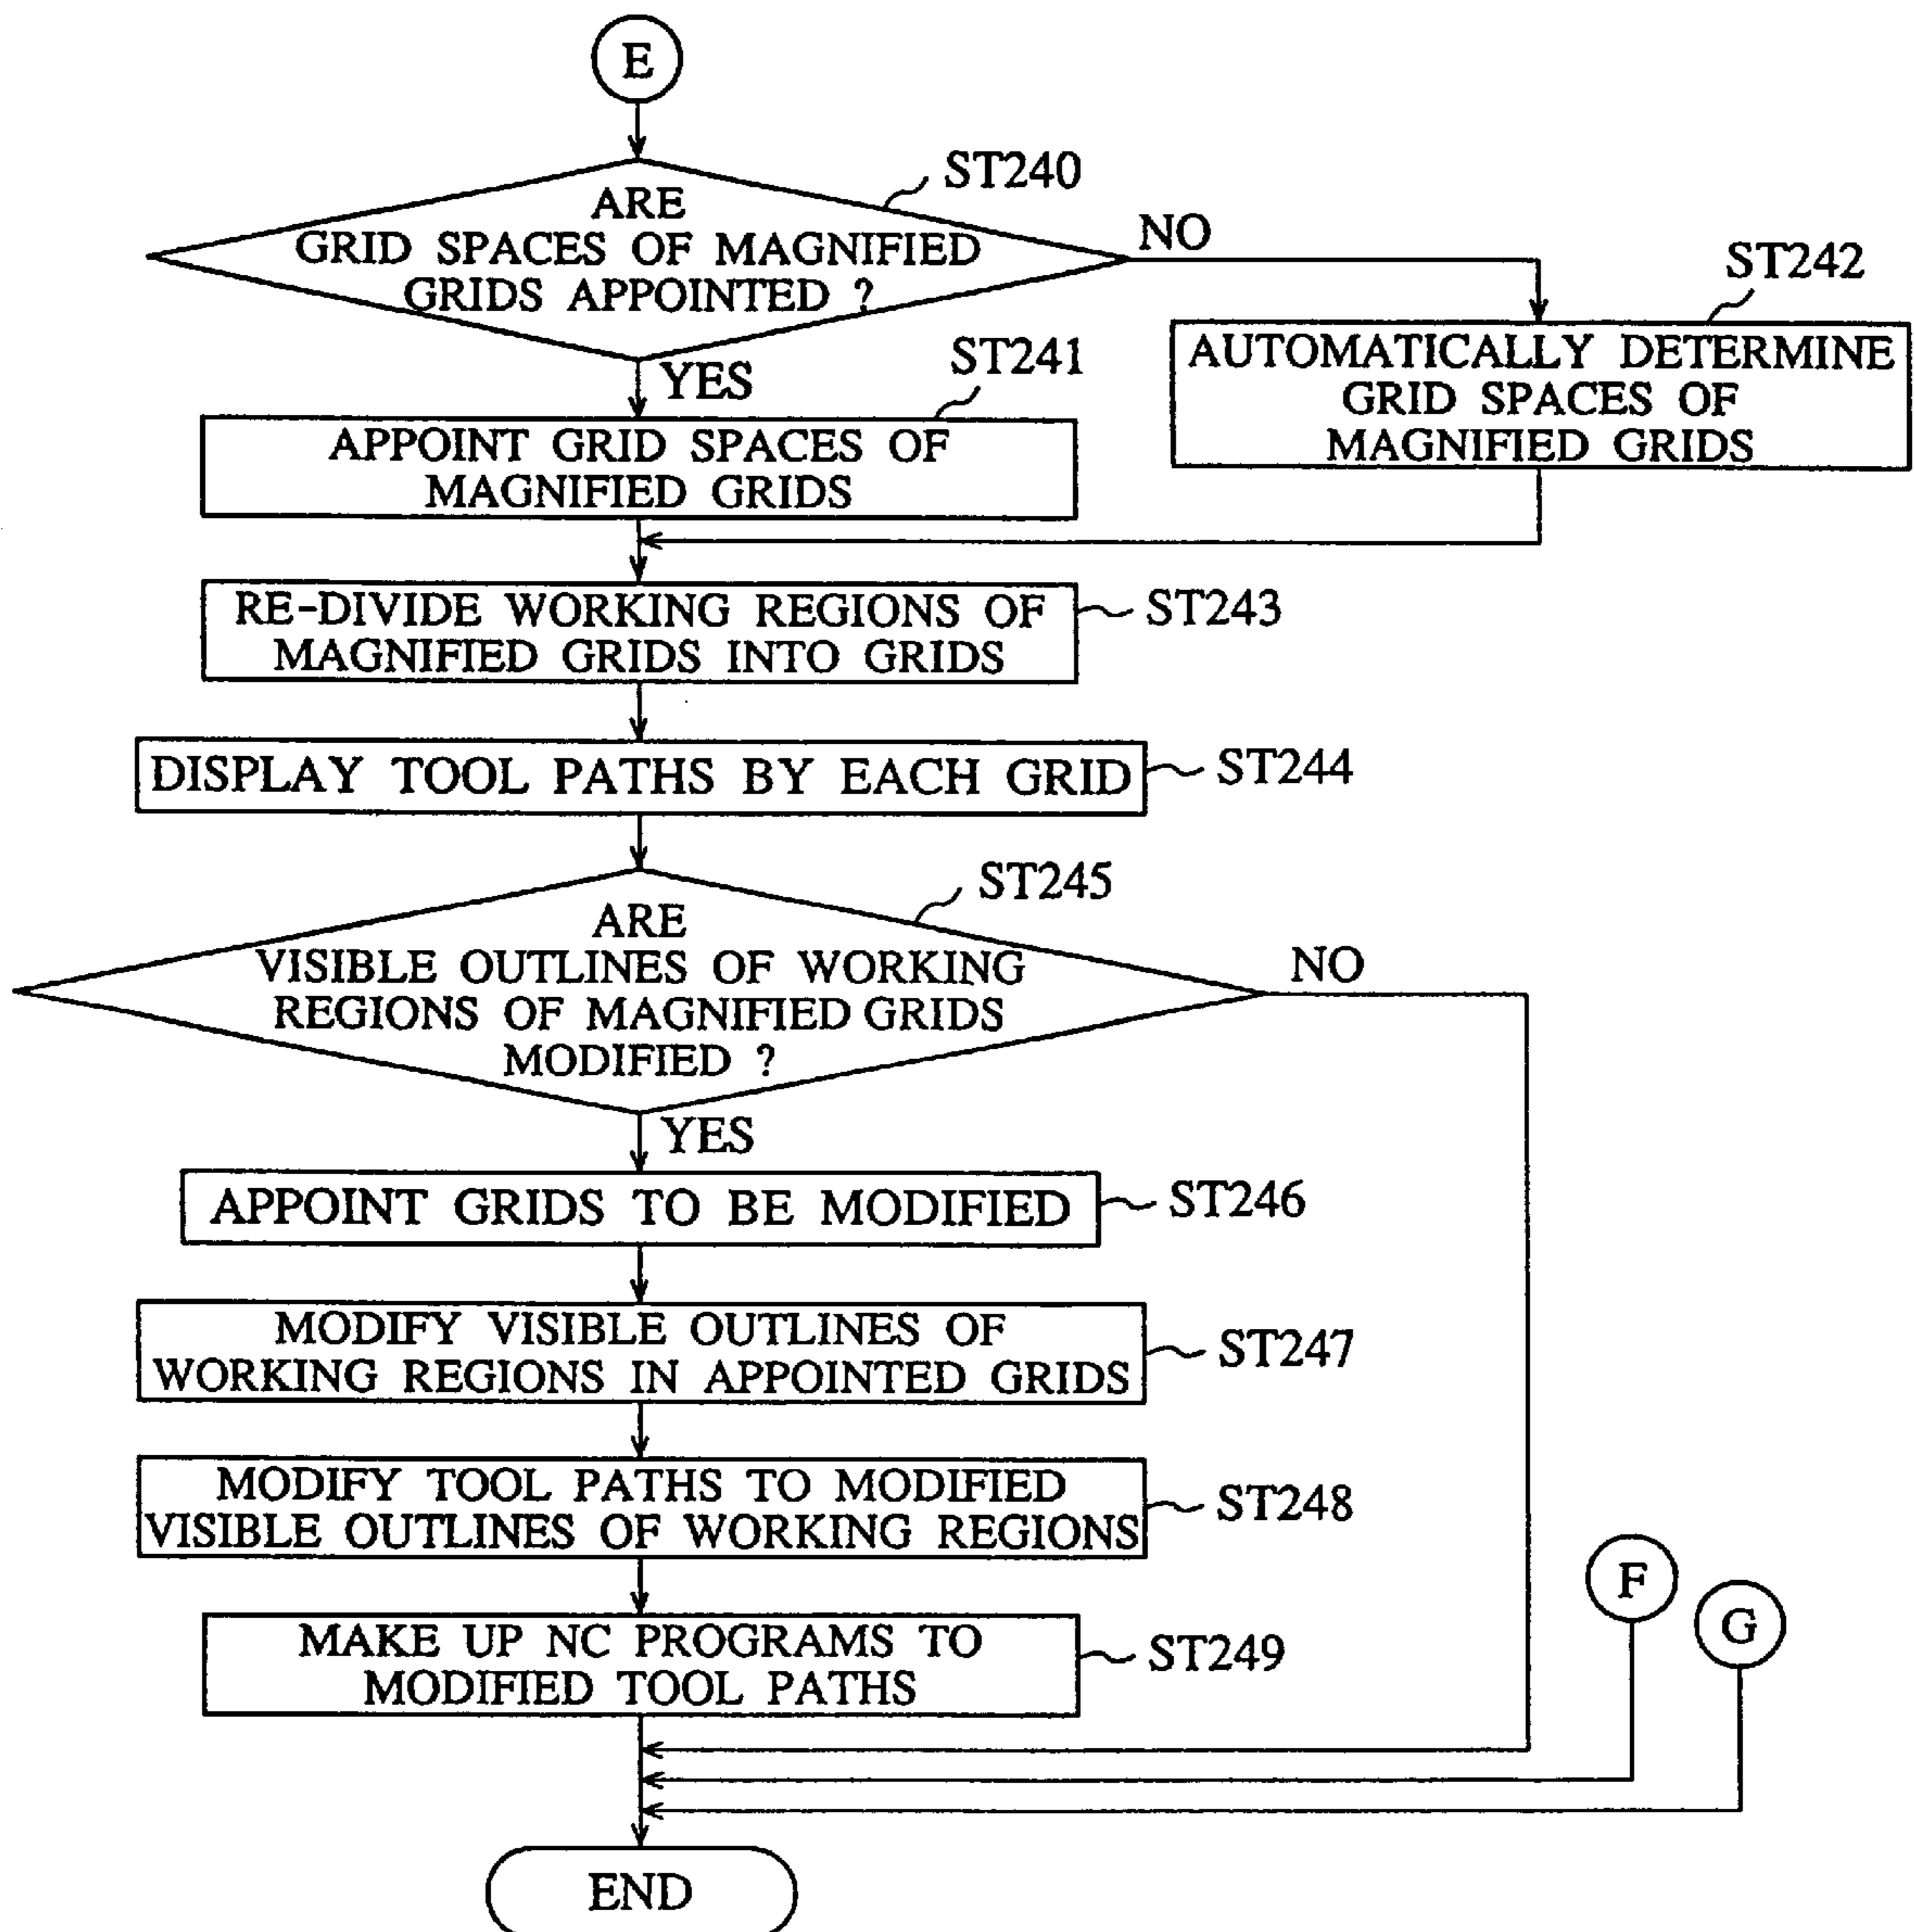 E
ST240
ARE
GRID SPACES OF MAGNIFIED
GRIDS APPOINTED ?
NO
ST242
AUTOMATICALLY DETERMINE
GRID SPACES OF
MAGNIFIED GRIDS
YES
ST241
APPOINT GRID SPACES OF
MAGNIFIED GRIDS
RE-DIVIDE WORKING REGIONS OF
MAGNIFIED GRIDS INTO GRIDS
ST243
DISPLAY TOOL PATHS BY EACH GRID
ST244
ST245
ARE
VISIBLE OUTLINES OF WORKING
REGIONS OF MAGNIFIED GRIDS
MODIFIED ?
NO
YES
APPOINT GRIDS TO BE MODIFIED
ST246
MODIFY VISIBLE OUTLINES OF
WORKING REGIONS IN APPOINTED GRIDS
ST247
MODIFY TOOL PATHS TO MODIFIED
VISIBLE OUTLINES OF WORKING REGIONS
ST248
F
G
MAKE UP NC PROGRAMS TO
MODIFIED TOOL PATHS
ST249
END